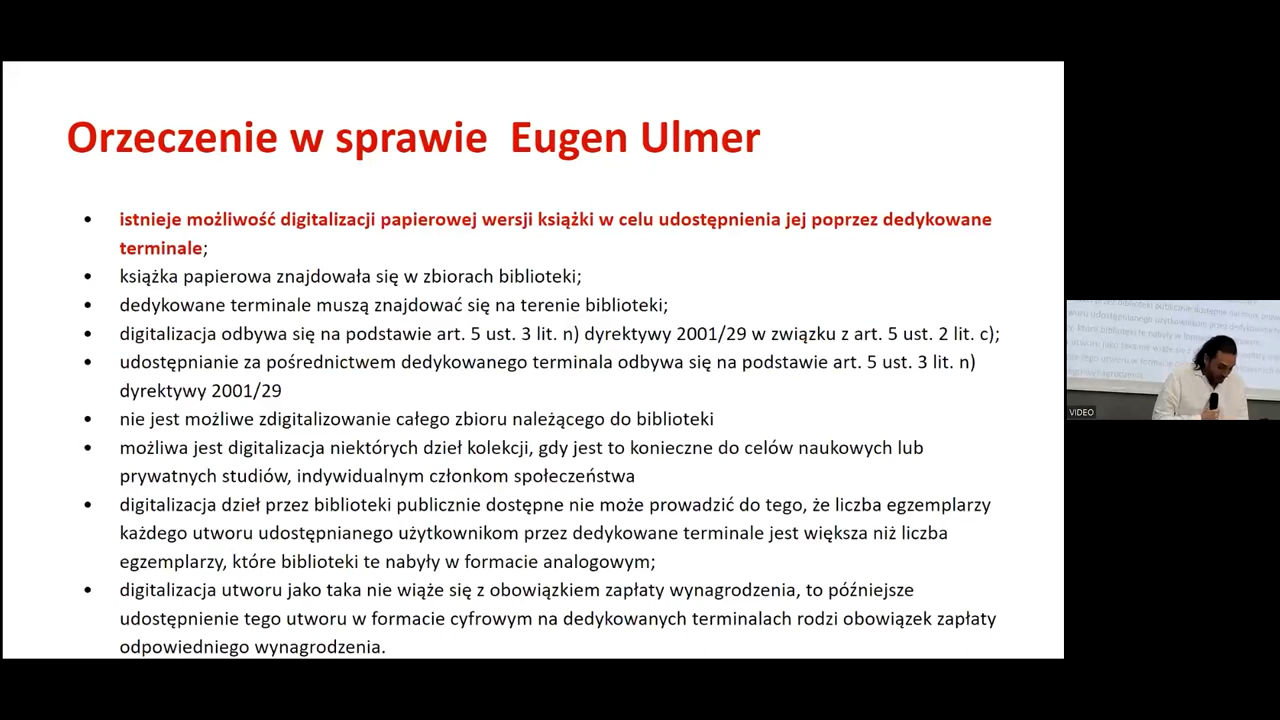 Orzeczenie w sprawie Eugen Ulmer
• istnieje możliwość digitalizacji papierowej wersji książki w celu udostępnienia jej poprzez dedykowane
terminale;
• książka papierowa znajdowała się w zbiorach biblioteki;
• dedykowane terminale muszą znajdować się na terenie biblioteki;
• digitalizacja odbywa się na podstawie art. 5 ust. 3 lit. n) dyrektywy 2001/29 w związku z art. 5 ust. 2 lit. c);
• udostępnianie za pośrednictwem dedykowanego terminala odbywa się na podstawie art. 5 ust. 3 lit. n)
dyrektywy 2001/29
• nie jest możliwe zdigitalizowanie całego zbioru należącego do biblioteki
• możliwa jest digitalizacja niektórych dzieł kolekcji, gdy jest to konieczne do celów naukowych lub
prywatnych studiów, indywidualnym członkom społeczeństwa
• digitalizacja dzieł przez biblioteki publicznie dostępne nie może prowadzić do tego, że liczba egzemplarzy
każdego utworu udostępnianego użytkownikom przez dedykowane terminale jest większa niż liczba
egzemplarzy, które biblioteki te nabyły w formacie analogowym;
• digitalizacja utworu jako taka nie wiąże się z obowiązkiem zapłaty wynagrodzenia, to późniejsze
udostępnienie tego utworu w formacie cyfrowym na dedykowanych terminalach rodzi obowiązek zapłaty
odpowiedniego wynagrodzenia.
VIDEO